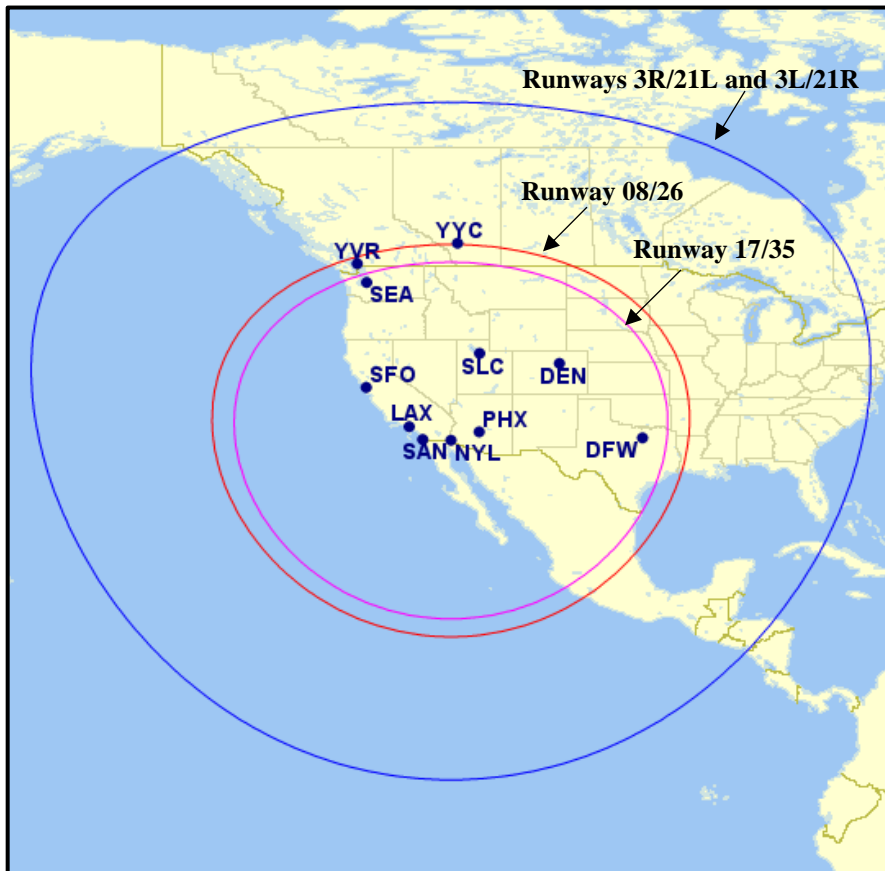 Runways 3R/21L and 3L/21R
Runway 08/26
YYC
YVR
Runway 17/35
SEA
SLC
DEN
SFO
LAX
PHX
SAN
NYL
DFW